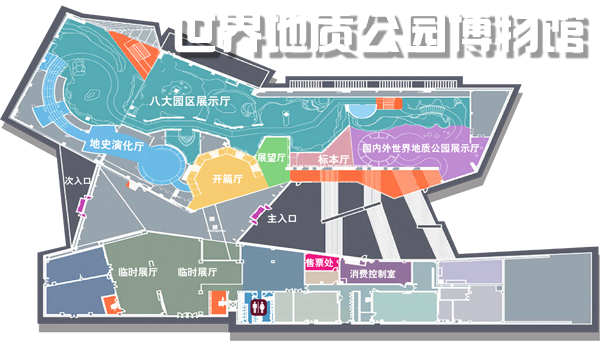 世界地质公园博物馆
八大园区展示厅
地史演化厅
国内外世界地质公园展示厅
展望厅
标本厅
开篇厅
次入口
主入口
售票处
临时展厅
临时展厅
消费控制室